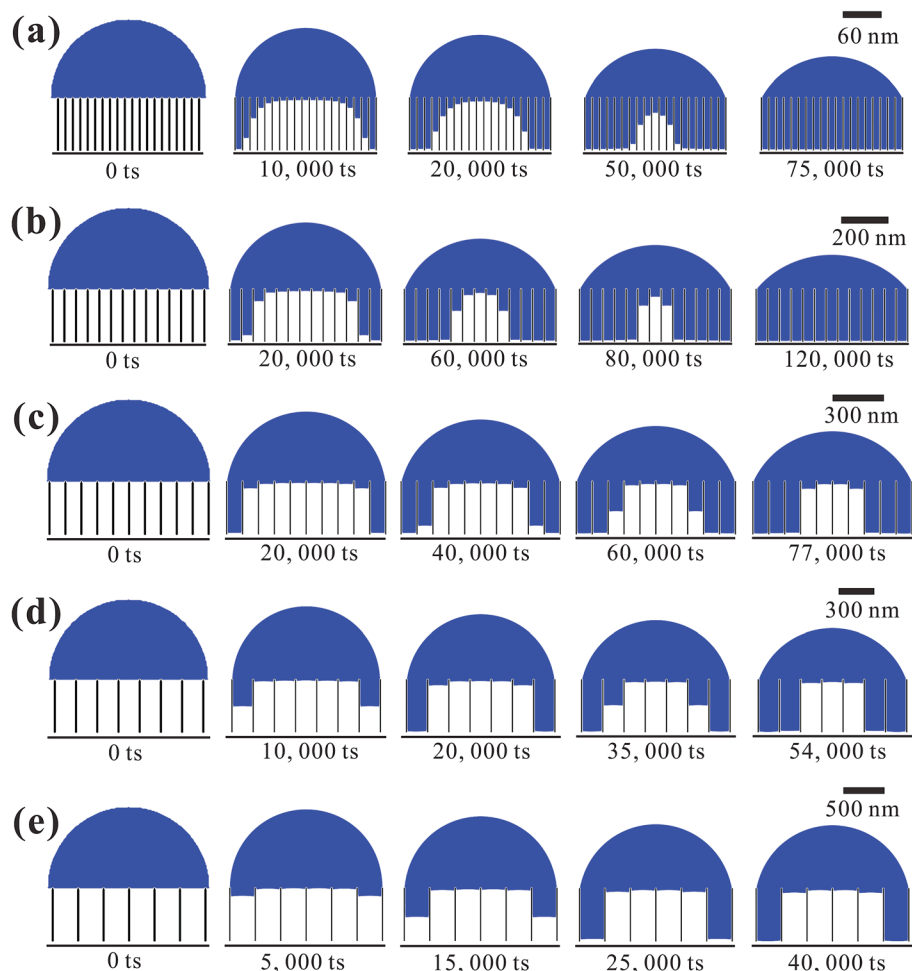 (a)
60 nm
0 ts
10, 000 ts
20, 000 ts
50, 000 ts
75, 000 ts
(b)
200 nm
0 ts
20, 000 ts
60, 000 ts
80, 000 ts
120, 000 ts
(c)
300 nm
0 ts
20, 000 ts
40, 000 ts
60, 000 ts
77, 000 ts
(d)
300 nm
0 ts
10, 000 ts
20, 000 ts
35, 000 ts
54, 000 ts
(e)
500 nm
0 ts
5, 000 ts
15, 000 ts
25, 000 ts
40, 000 ts